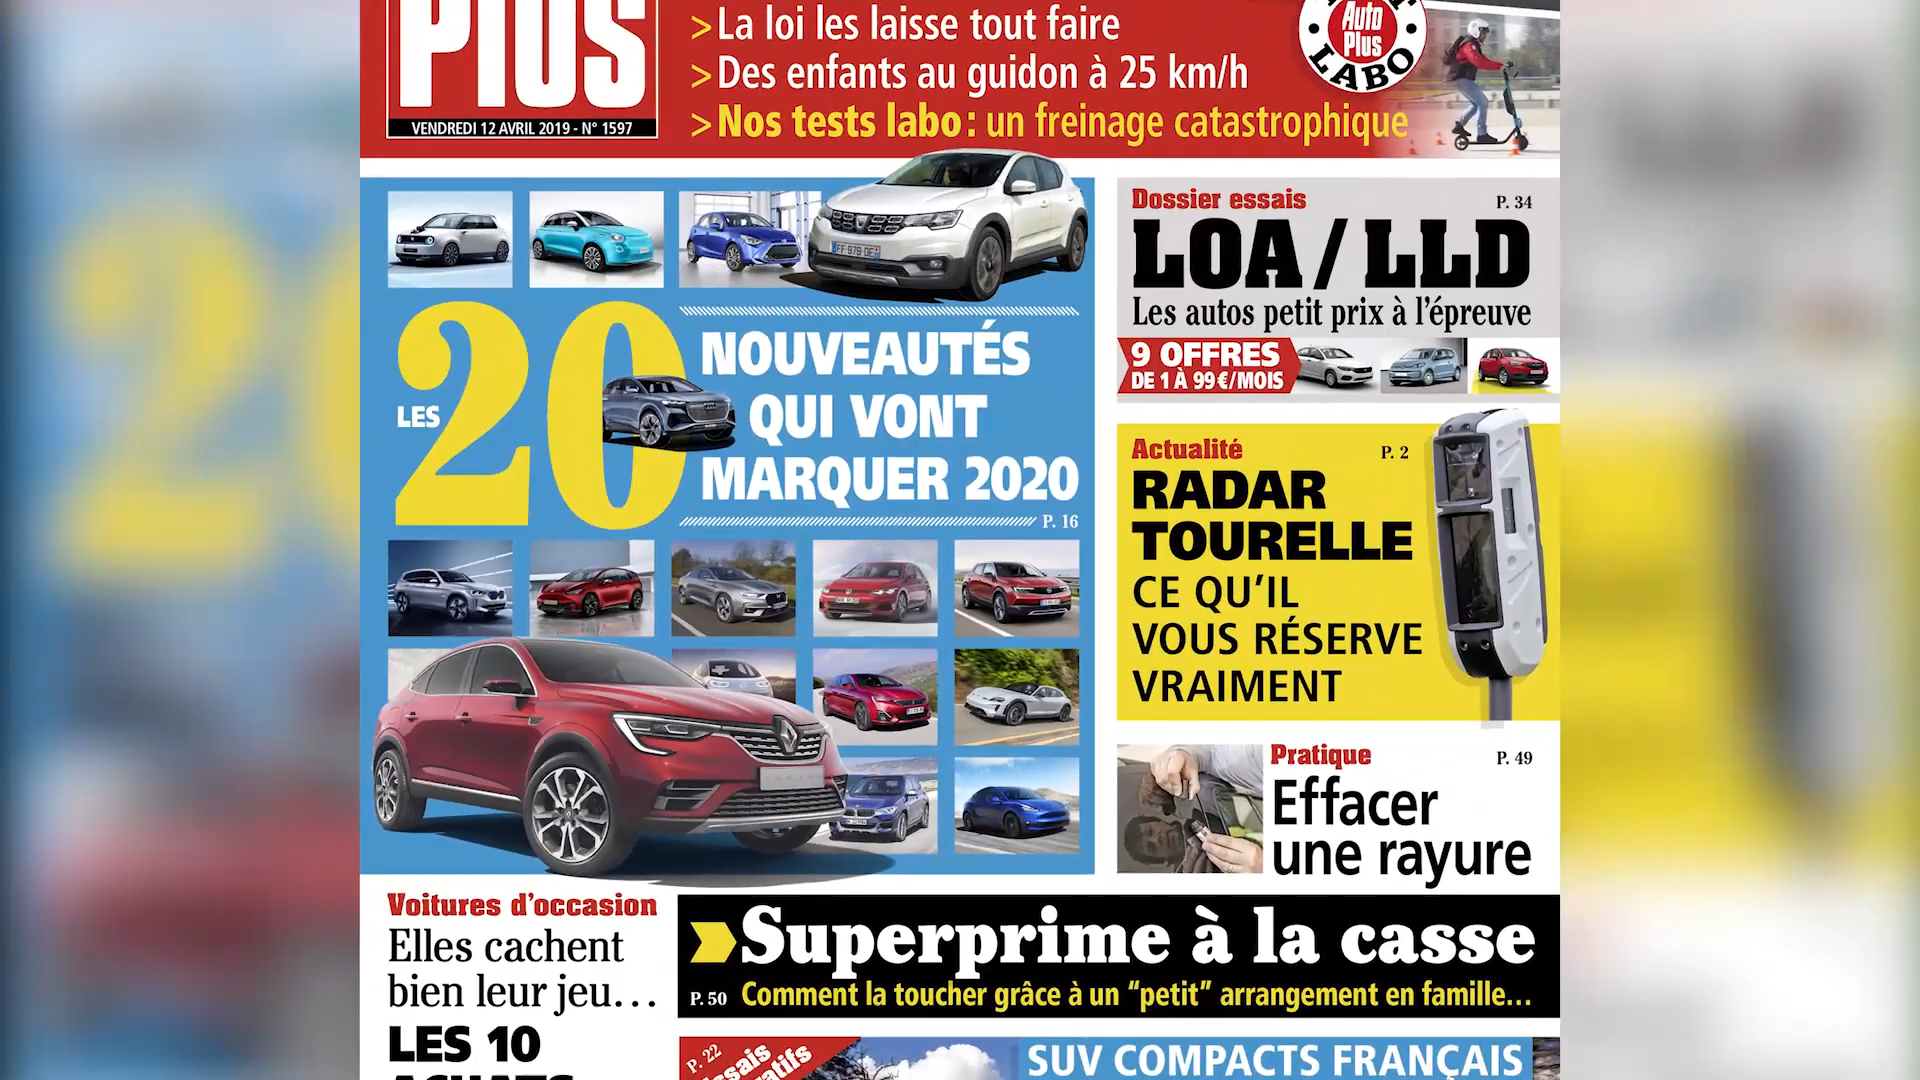 Plus
VENDREDI 12 AVRIL 2019 - N° 1597
>La loi les laisse tout faire
>Des enfants au guidon à 25 km/h
>Nos tests labo : un freinage catastrophique
Auto
Plus
LABO
FF-979-DE
LES 20
NOUVEAUTÉS
QUI VONT
MARQUER 2020
P. 16
Dossier essais
P. 34
LOA / LLD
Les autos petit prix à l'épreuve
9 OFFRES
DE 1 À 99€/MOIS
Actualité
P. 2
RADAR
TOURELLE
CE QU'IL
VOUS RÉSERVE
VRAIMENT
Pratique
P. 49
Effacer
une rayure
Voitures d'occasion
Elles cachent
bien leur jeu...
LES 10
ACHATS
Superprime à la casse
P. 50 Comment la toucher grâce à un "petit" arrangement en famille...
P. 22
SUV COMPACTS FRANÇAIS